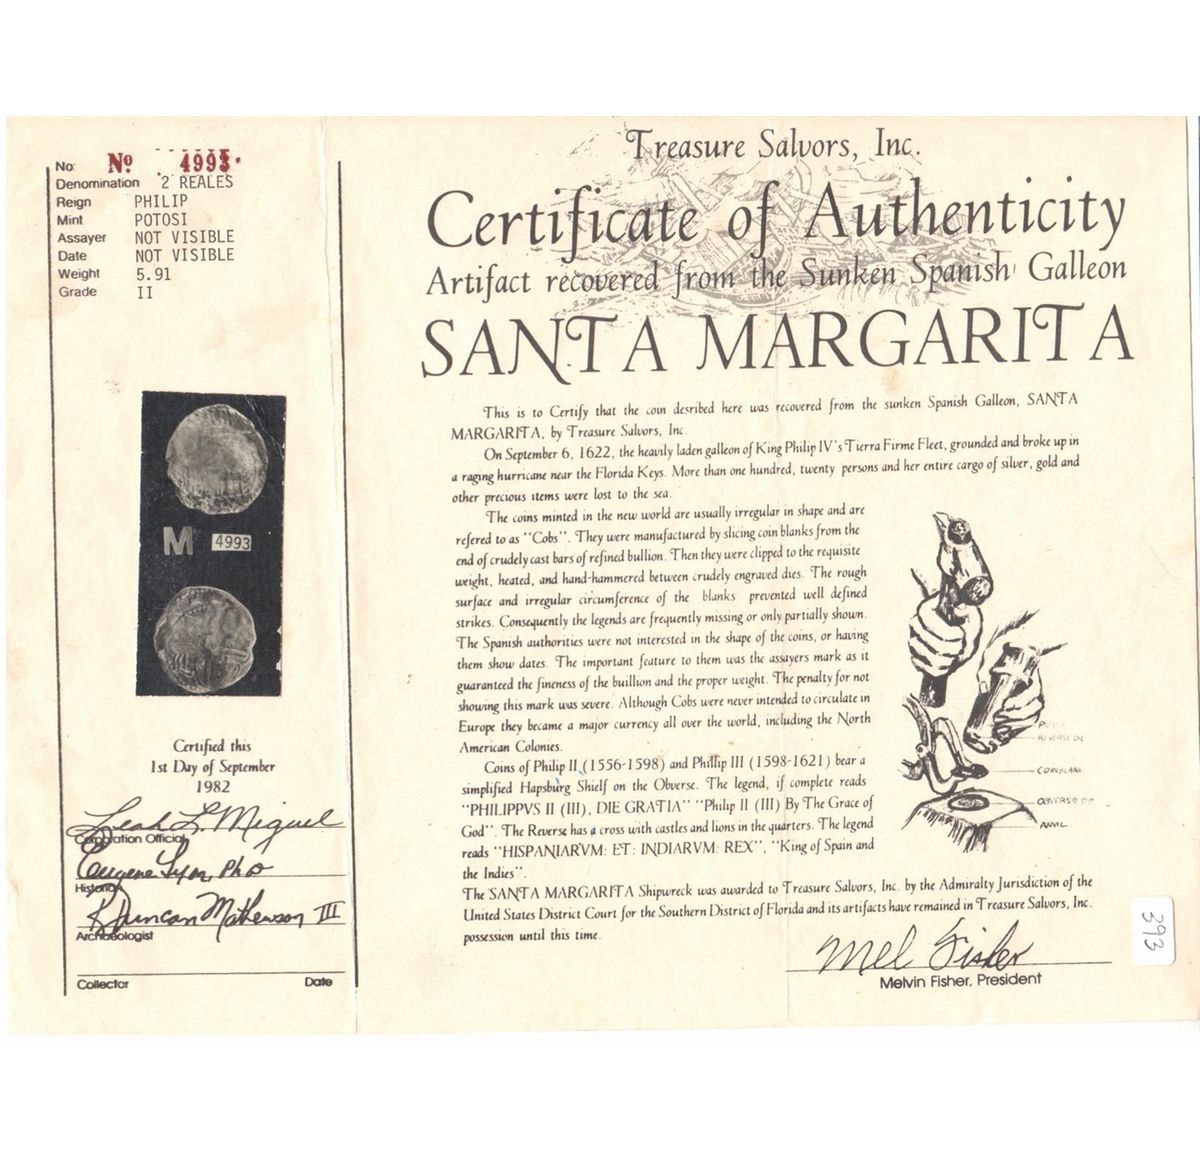 No: Nº 4993
Denomination 2 REALES
Reign PHILIP
Mint POTOSI
Assayer NOT VISIBLE
Date NOT VISIBLE
Weight 5.91
Grade II
M 4993
Certified this
1st Day of September
1982
Leah L. Miguel
Corporation Official
Eugene Lyon, PhD
Historian
R Duncan Mathewson III
Archaeologist
Collector Date
Treasure Salvors, Inc.
Certificate of Authenticity
Artifact recovered from the Sunken Spanish Galleon
SANTA MARGARITA
This is to Certify that the coin desribed here was recovered from the sunken Spanish Galleon, SANTA
MARGARITA, by Treasure Salvors, Inc.
On September 6, 1622, the heavily laden galleon of King Philip IV's Tierra Firme Fleet, grounded and broke up in
a raging hurricane near the Florida Keys. More than one hundred, twenty persons and her entire cargo of silver, gold and
other precious items were lost to the sea.
The coins minted in the new world are usually irregular in shape and are
refered to as "Cobs". They were manufactured by slicing coin blanks from the
end of crudely cast bars of refined bullion. Then they were clipped to the requisite
weight, heated, and hand-hammered between crudely engraved dies. The rough
surface and irregular circumference of the blanks prevented well defined
strikes. Consequently the legends are frequently missing or only partially shown.
The Spanish authorities were not interested in the shape of the coins, or having
them show dates. The important feature to them was the assayers mark as it
guaranteed the fineness of the buillion and the proper weight. The penalty for not
showing this mark was severe. Although Cobs were never intended to circulate in
Europe they became a major currency all over the world, including the North
American Colonies.
Coins of Philip II (1556-1598) and Phillip III (1598-1621) bear a
simplified Hapsburg Shielf on the Obverse. The legend, if complete reads
"PHILIPPVS II (III), DIE GRATIA" "Philip II (III) By The Grace of
God". The Reverse has a cross with castles and lions in the quarters. The legend
reads "HISPANIARVM: ET: INDIARVM: REX", "King of Spain and
the Indies".
The SANTA MARGARITA Shipwreck was awarded to Treasure Salvors, Inc. by the Admiralty Jurisdiction of the
United States District Court for the Southern District of Florida and its artifacts have remained in Treasure Salvors, Inc.
possession until this time.
REVERSE DIE
COIN BLANK
OBVERSE DIE
ANVIL
Mel Fisher
Melvin Fisher, President
393